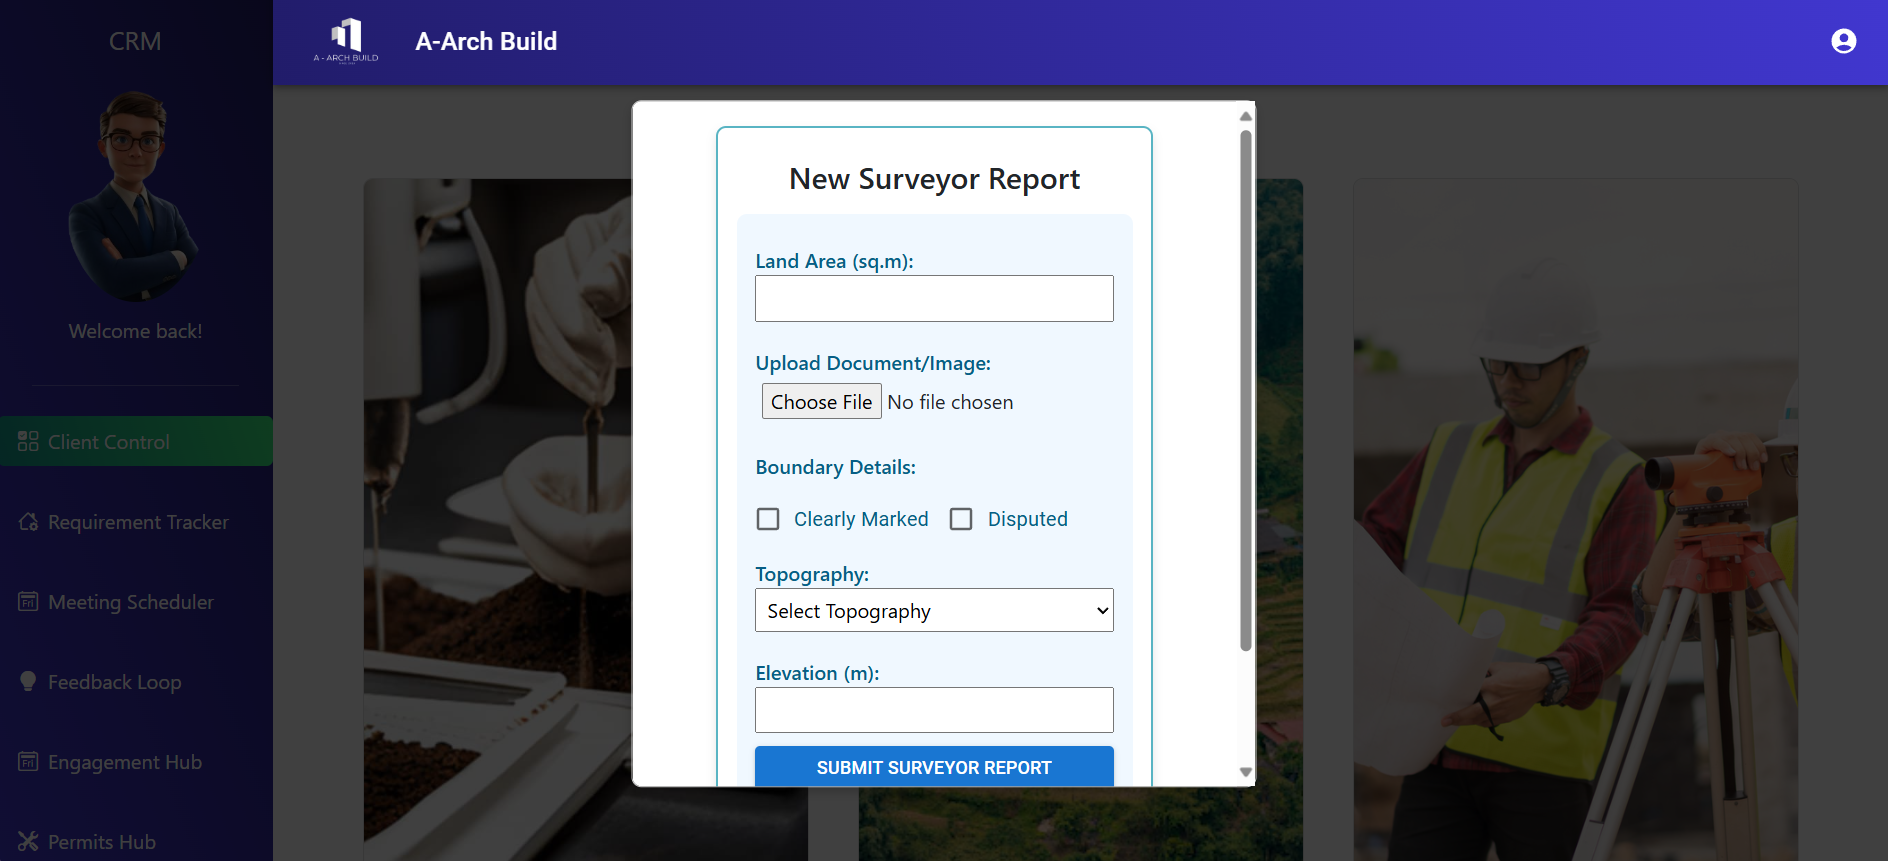 CRM
A - ARCH BUILD
A-Arch Build
Welcome back!
Client Control
Requirement Tracker
Fri
Meeting Scheduler
Feedback Loop
Fri
Engagement Hub
Permits Hub
New Surveyor Report
Land Area (sq.m):
Upload Document/Image:
Choose File No file chosen
Boundary Details:
Clearly Marked Disputed
Topography:
Select Topography
Elevation (m):
SUBMIT SURVEYOR REPORT